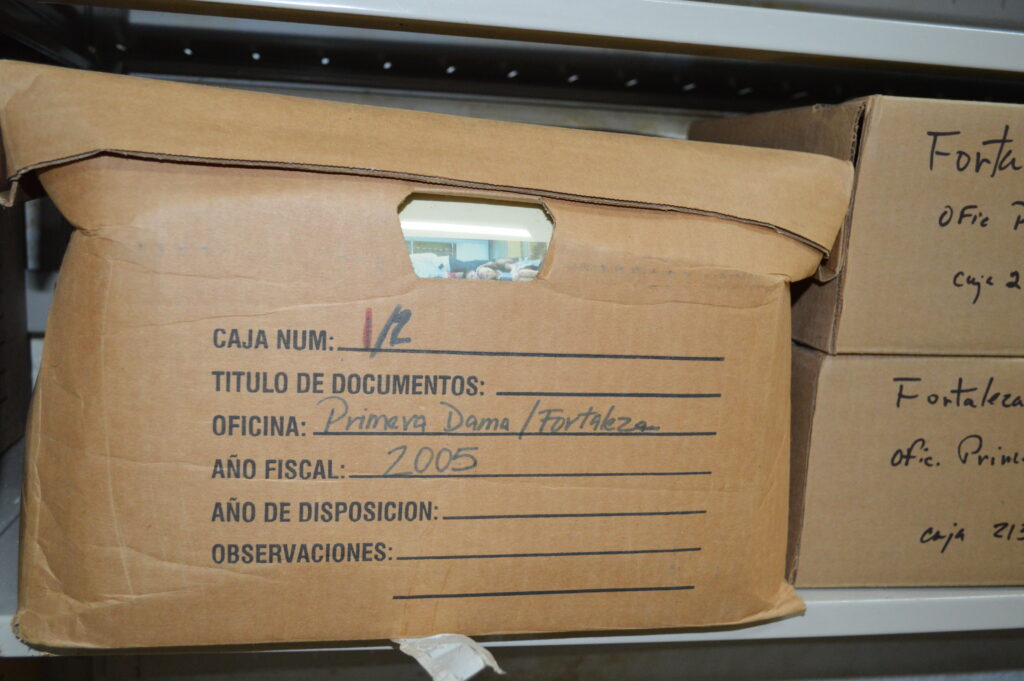 CAJA NUM: 1/2
TITULO DE DOCUMENTOS:
OFICINA: Primera Dama/Fortaleza
AÑO FISCAL: 2005
AÑO DE DISPOSICION:
OBSERVACIONES:
Forta
OFic P
Caja 2
Fortaleza
Ofic. Prim
caja 213